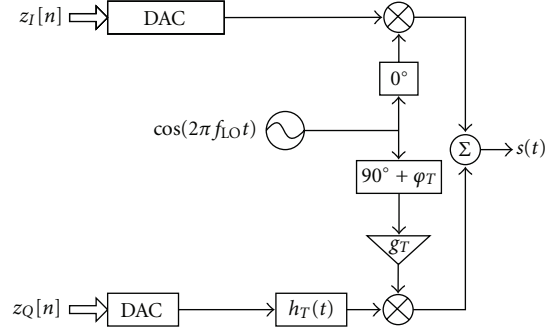 z_I[n]
DAC
0°
cos(2πf_LO t)
Σ
s(t)
90° + φ_T
g_T
z_Q[n]
DAC
h_T(t)